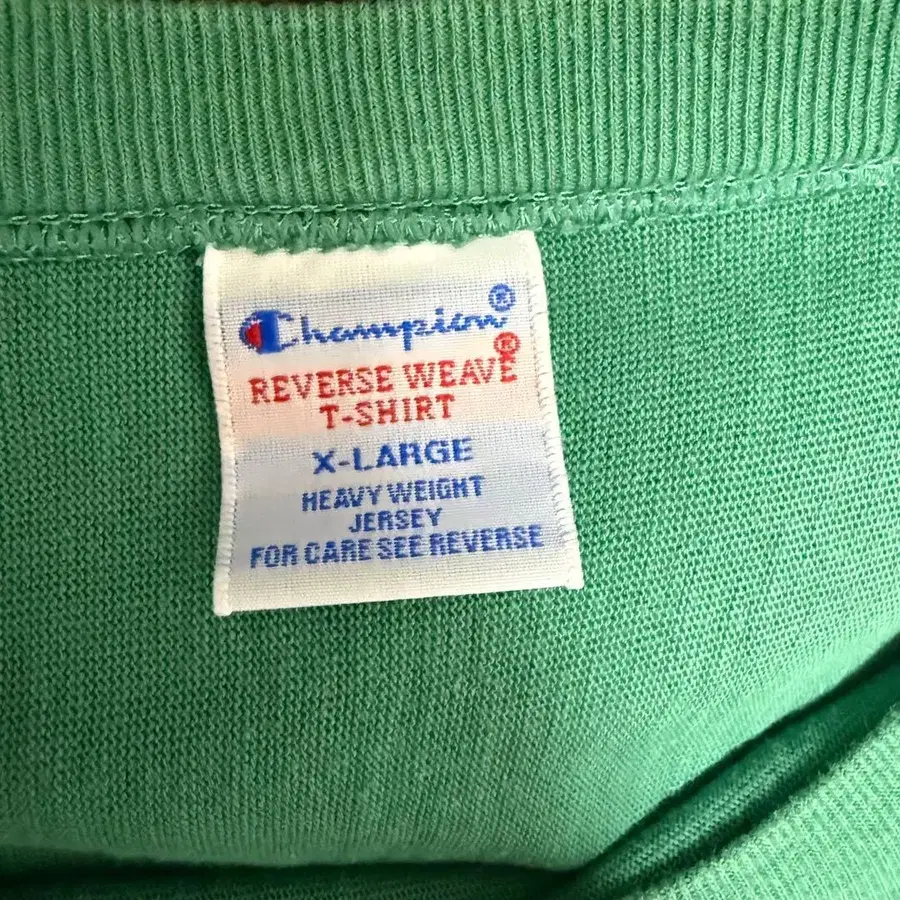 Champion®
REVERSE WEAVE®
T-SHIRT
X-LARGE
HEAVY WEIGHT
JERSEY
FOR CARE SEE REVERSE